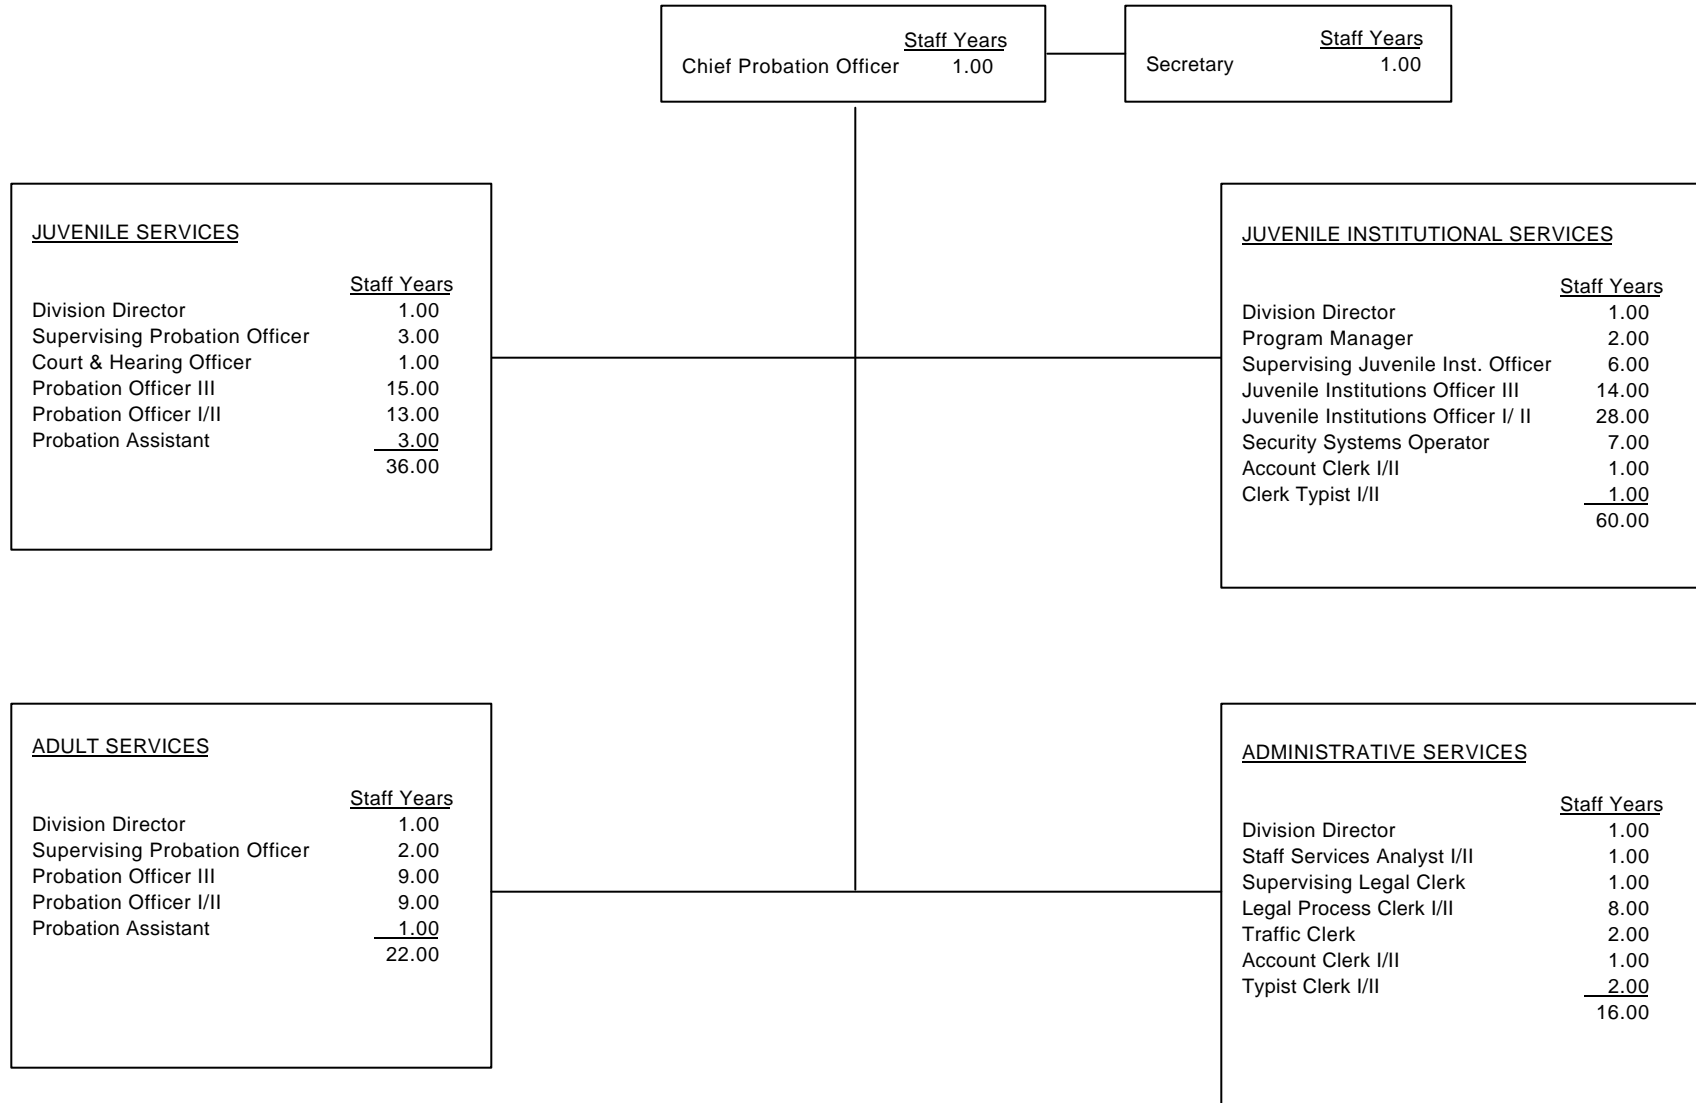 Staff Years
Chief Probation Officer 1.00
Staff Years
Secretary 1.00
JUVENILE SERVICES
Staff Years
Division Director 1.00
Supervising Probation Officer 3.00
Court & Hearing Officer 1.00
Probation Officer III 15.00
Probation Officer I/II 13.00
Probation Assistant 3.00
36.00
JUVENILE INSTITUTIONAL SERVICES
Staff Years
Division Director 1.00
Program Manager 2.00
Supervising Juvenile Inst. Officer 6.00
Juvenile Institutions Officer III 14.00
Juvenile Institutions Officer I/ II 28.00
Security Systems Operator 7.00
Account Clerk I/II 1.00
Clerk Typist I/II 1.00
60.00
ADULT SERVICES
Staff Years
Division Director 1.00
Supervising Probation Officer 2.00
Probation Officer III 9.00
Probation Officer I/II 9.00
Probation Assistant 1.00
22.00
ADMINISTRATIVE SERVICES
Staff Years
Division Director 1.00
Staff Services Analyst I/II 1.00
Supervising Legal Clerk 1.00
Legal Process Clerk I/II 8.00
Traffic Clerk 2.00
Account Clerk I/II 1.00
Typist Clerk I/II 2.00
16.00